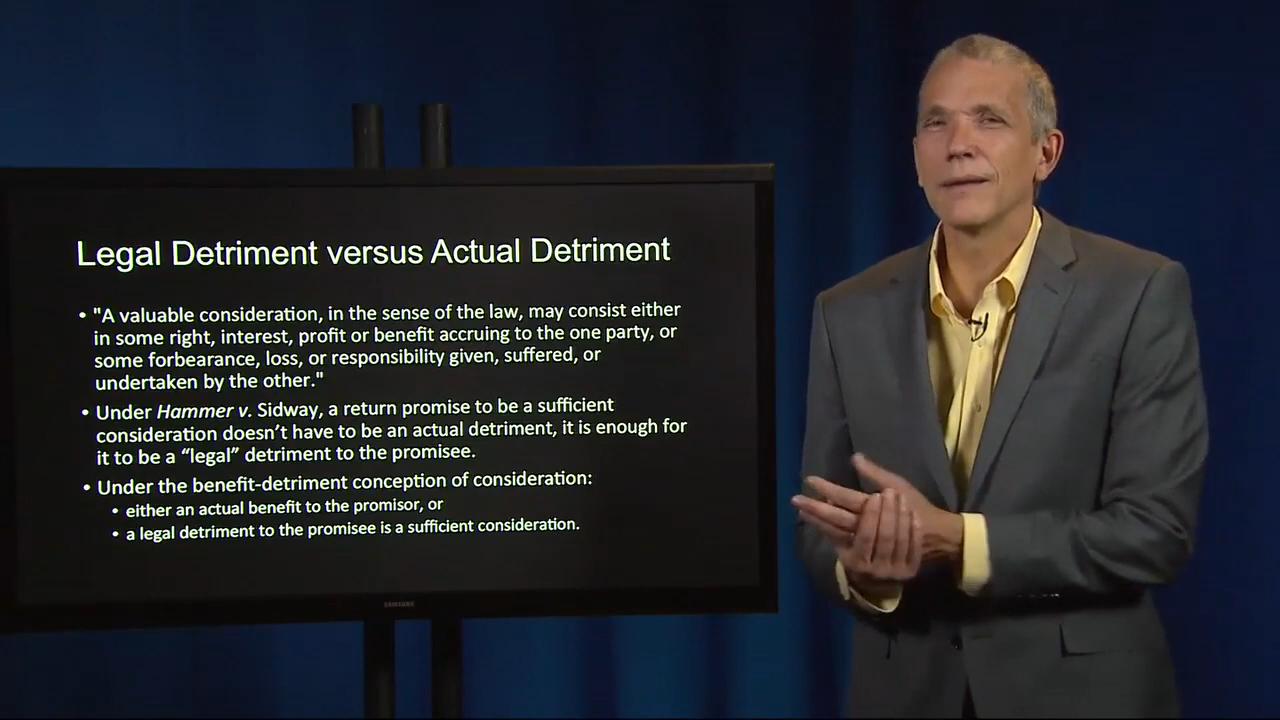 Legal Detriment versus Actual Detriment
• "A valuable consideration, in the sense of the law, may consist either
in some right, interest, profit or benefit accruing to the one party, or
some forbearance, loss, or responsibility given, suffered, or
undertaken by the other."
• Under Hammer v. Sidway, a return promise to be a sufficient
consideration doesn't have to be an actual detriment, it is enough for
it to be a “legal” detriment to the promisee.
• Under the benefit-detriment conception of consideration:
• either an actual benefit to the promisor, or
• a legal detriment to the promisee is a sufficient consideration.
SAMSUNG